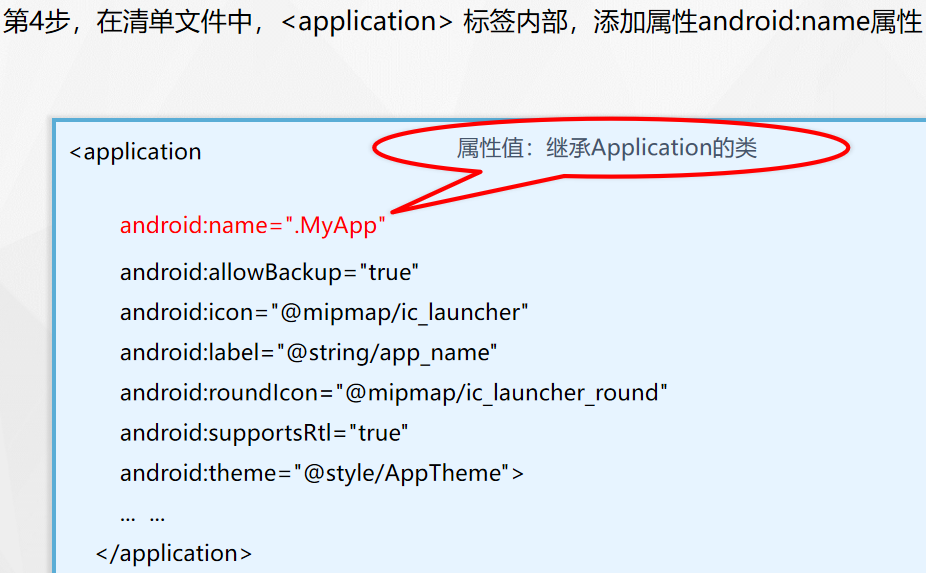 第4步，在清单文件中，<application> 标签内部，添加属性android:name属性
属性值：继承Application的类
<application
android:name=".MyApp"
android:allowBackup="true"
android:icon="@mipmap/ic_launcher"
android:label="@string/app_name"
android:roundIcon="@mipmap/ic_launcher_round"
android:supportsRtl="true"
android:theme="@style/AppTheme">
... ...
</application>